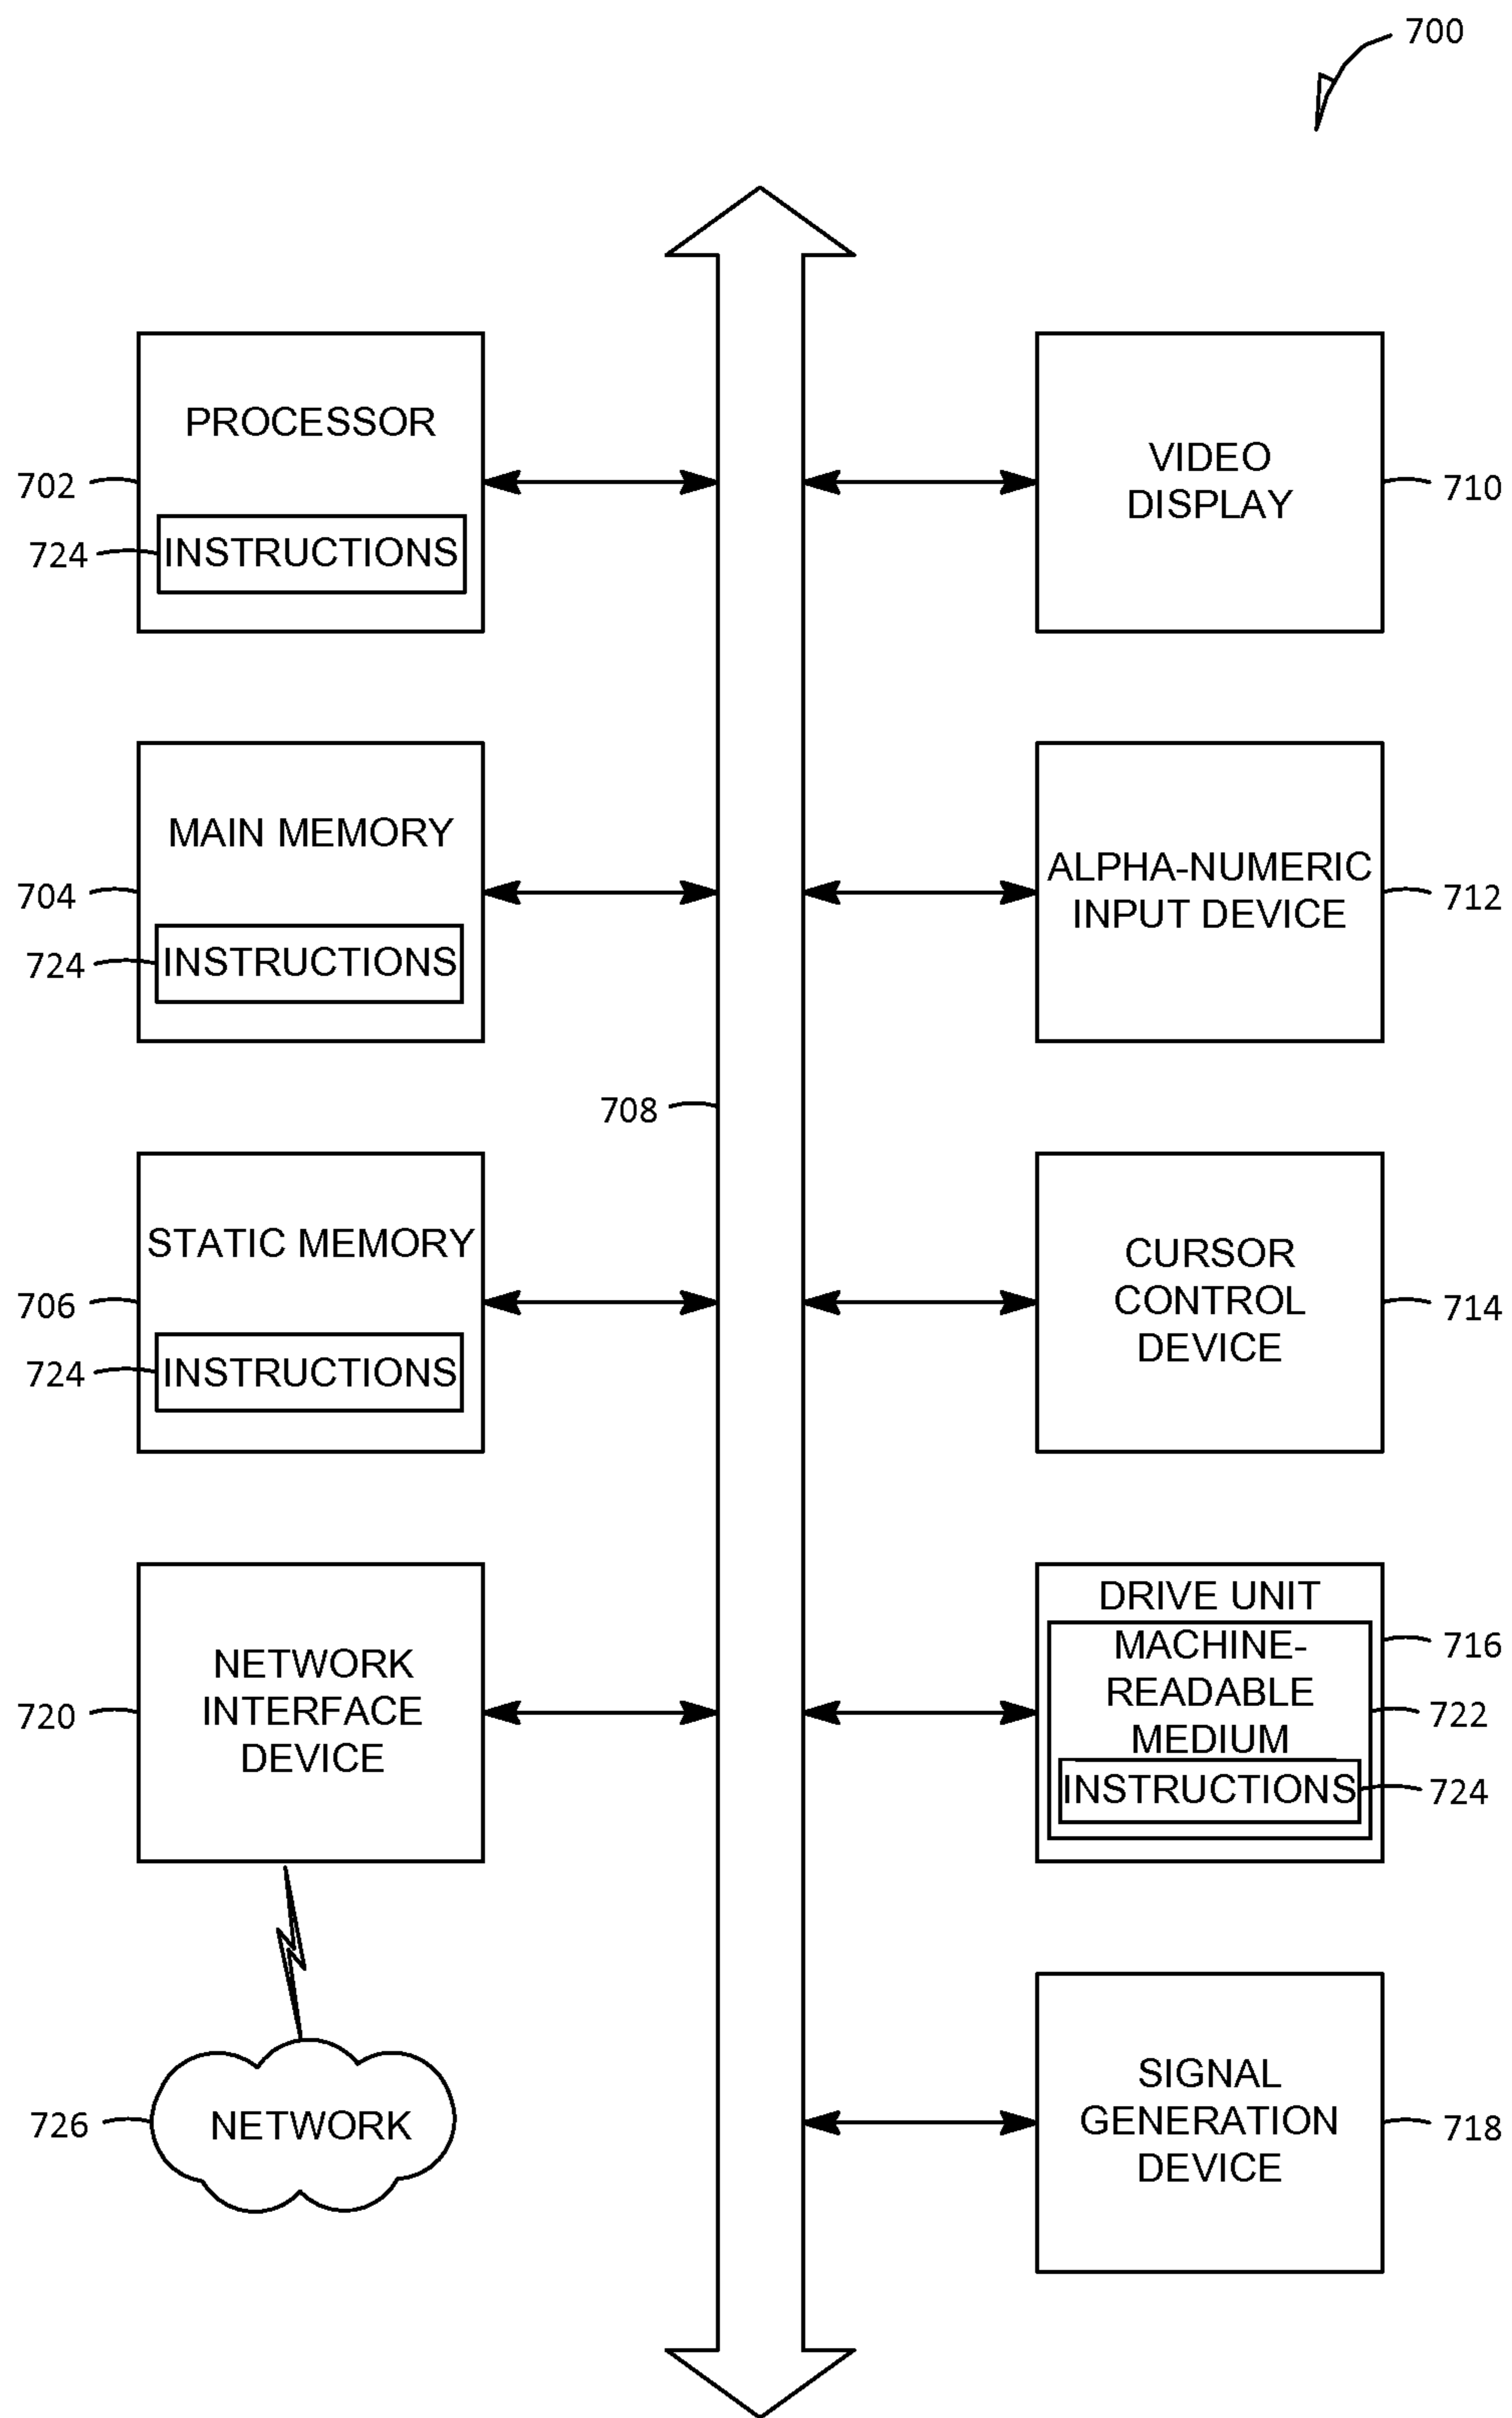 700
PROCESSOR
702
724
INSTRUCTIONS
VIDEO
DISPLAY
710
MAIN MEMORY
704
724
INSTRUCTIONS
ALPHA-NUMERIC
INPUT DEVICE
712
708
STATIC MEMORY
706
724
INSTRUCTIONS
CURSOR
CONTROL
DEVICE
714
NETWORK
INTERFACE
DEVICE
720
DRIVE UNIT
716
MACHINE-
READABLE
MEDIUM
722
INSTRUCTIONS
724
726
NETWORK
SIGNAL
GENERATION
DEVICE
718